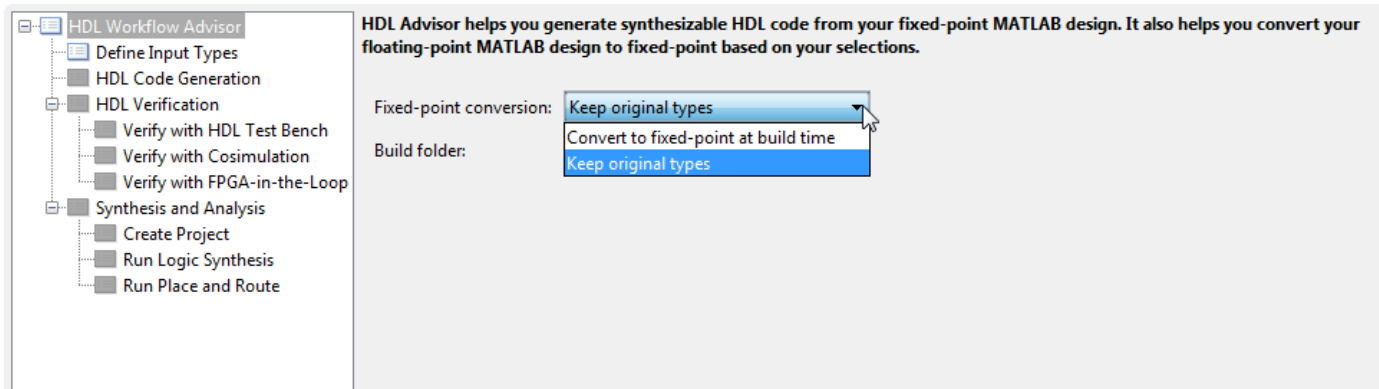 HDL Workflow Advisor
Define Input Types
HDL Code Generation
HDL Verification
Verify with HDL Test Bench
Verify with Cosimulation
Verify with FPGA-in-the-Loop
Synthesis and Analysis
Create Project
Run Logic Synthesis
Run Place and Route
HDL Advisor helps you generate synthesizable HDL code from your fixed-point MATLAB design. It also helps you convert your
floating-point MATLAB design to fixed-point based on your selections.
Fixed-point conversion: Keep original types
Convert to fixed-point at build time
Keep original types
Build folder: